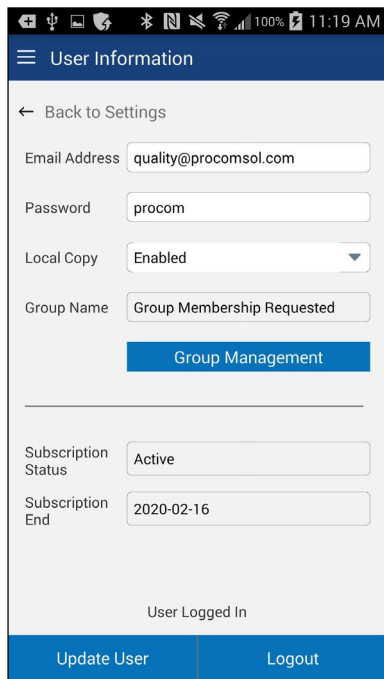 100% 11:19 AM
User Information
Back to Settings
Email Address quality@procomsol.com
Password procom
Local Copy Enabled
Group Name Group Membership Requested
Group Management
Subscription
Status
Active
Subscription
End
2020-02-16
User Logged In
Update User Logout